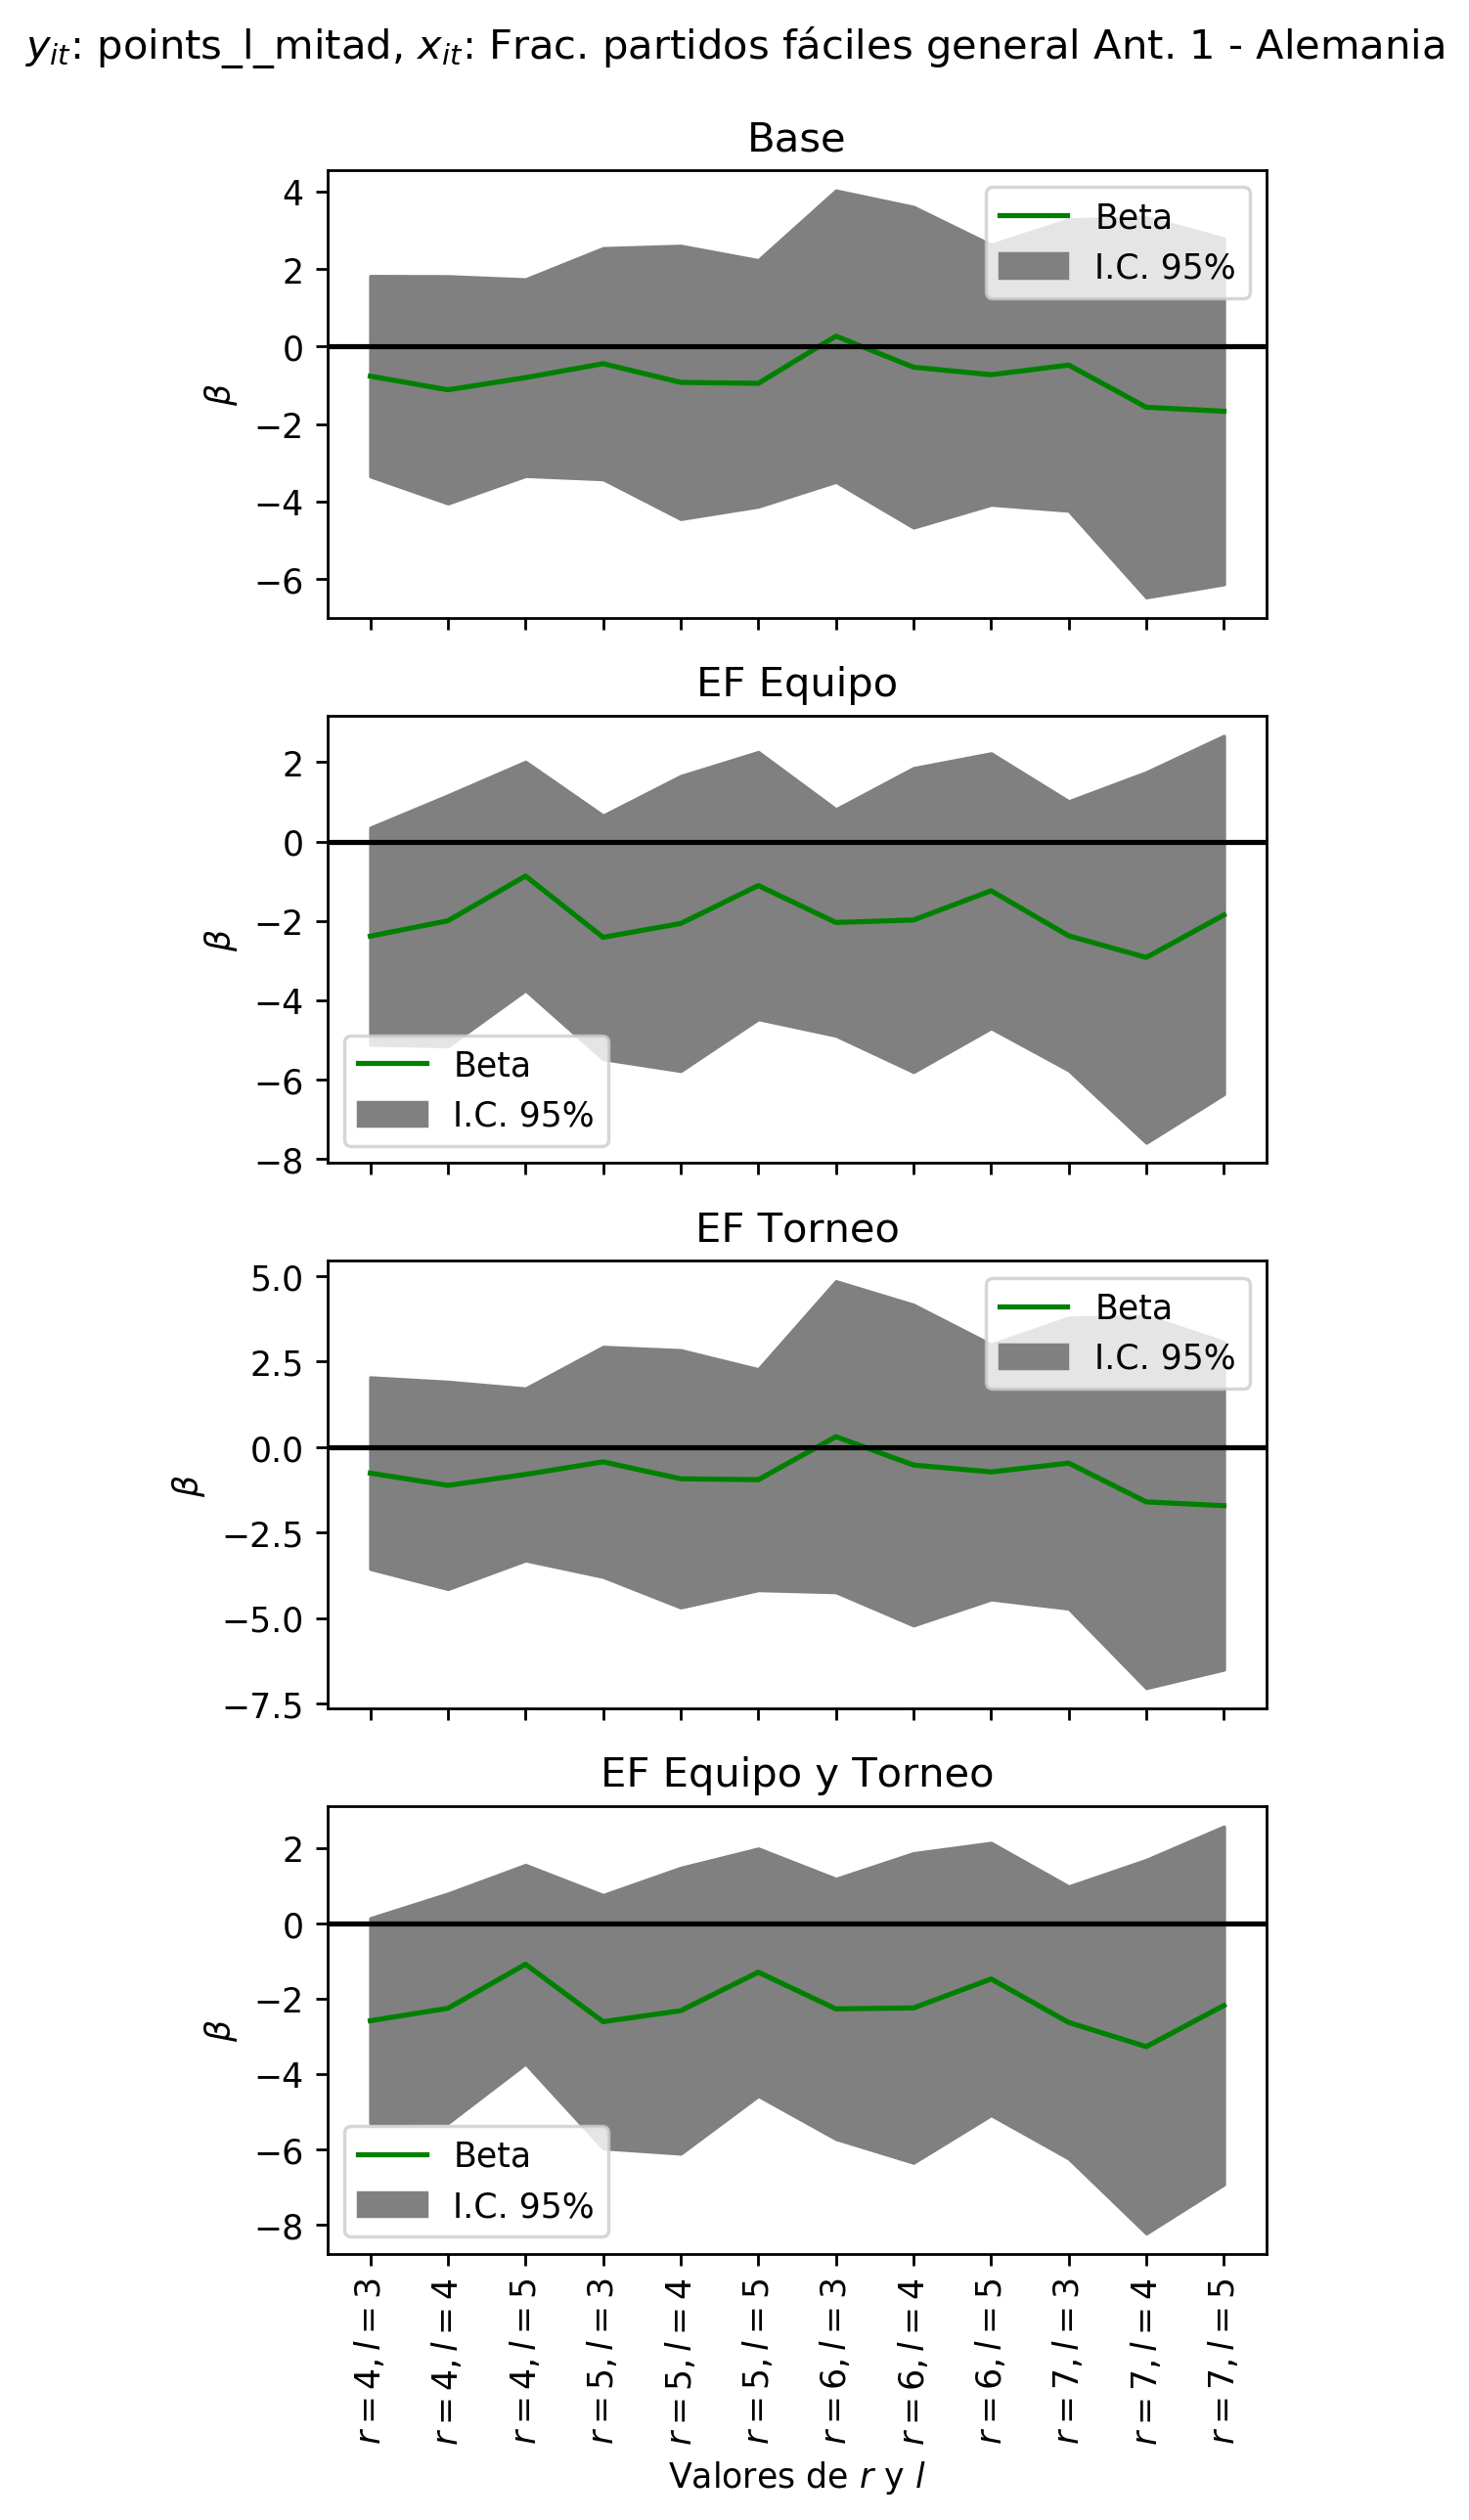 y_it: points_l_mitad, x_it: Frac. partidos fáciles general Ant. 1 - Alemania
Base
4
2
0
−2
−4
−6
β
Beta
I.C. 95%
EF Equipo
2
0
−2
−4
−6
−8
β
Beta
I.C. 95%
EF Torneo
5.0
2.5
0.0
−2.5
−5.0
−7.5
β
Beta
I.C. 95%
EF Equipo y Torneo
2
0
−2
−4
−6
−8
β
Beta
I.C. 95%
r = 4, l = 3
r = 4, l = 4
r = 4, l = 5
r = 5, l = 3
r = 5, l = 4
r = 5, l = 5
r = 6, l = 3
r = 6, l = 4
r = 6, l = 5
r = 7, l = 3
r = 7, l = 4
r = 7, l = 5
Valores de r y l